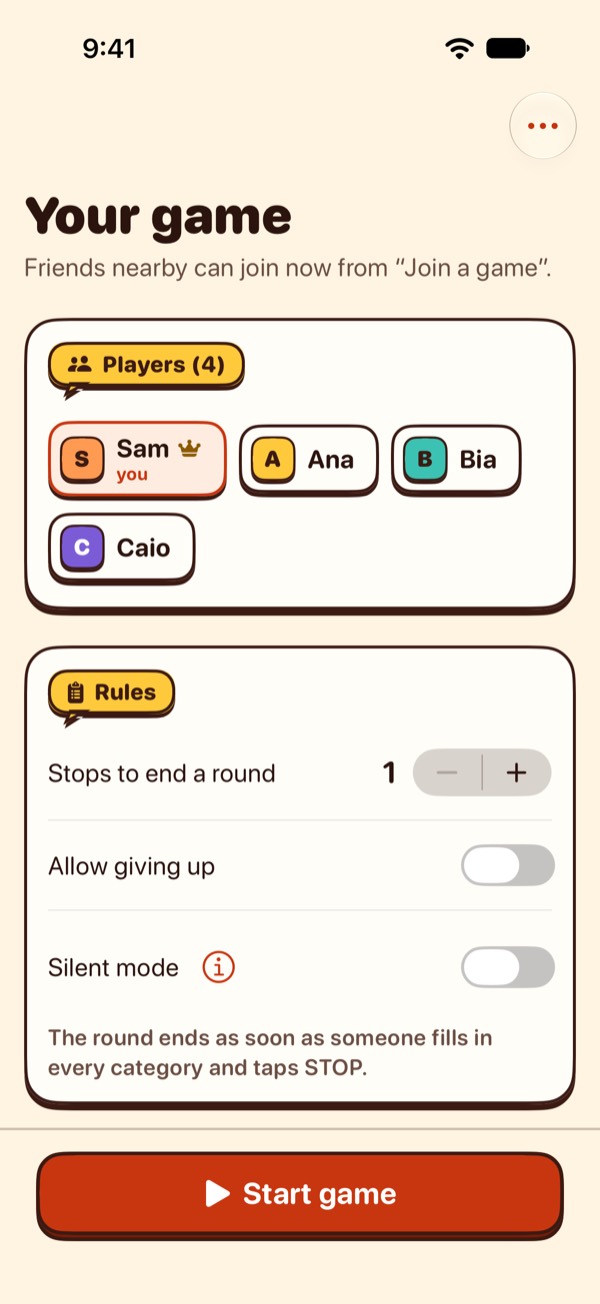 9:41
Your game
Friends nearby can join now from “Join a game”.
Players (4)
S Sam
you
A Ana
B Bia
C Caio
Rules
Stops to end a round 1 − +
Allow giving up
Silent mode
The round ends as soon as someone fills in
every category and taps STOP.
Start game